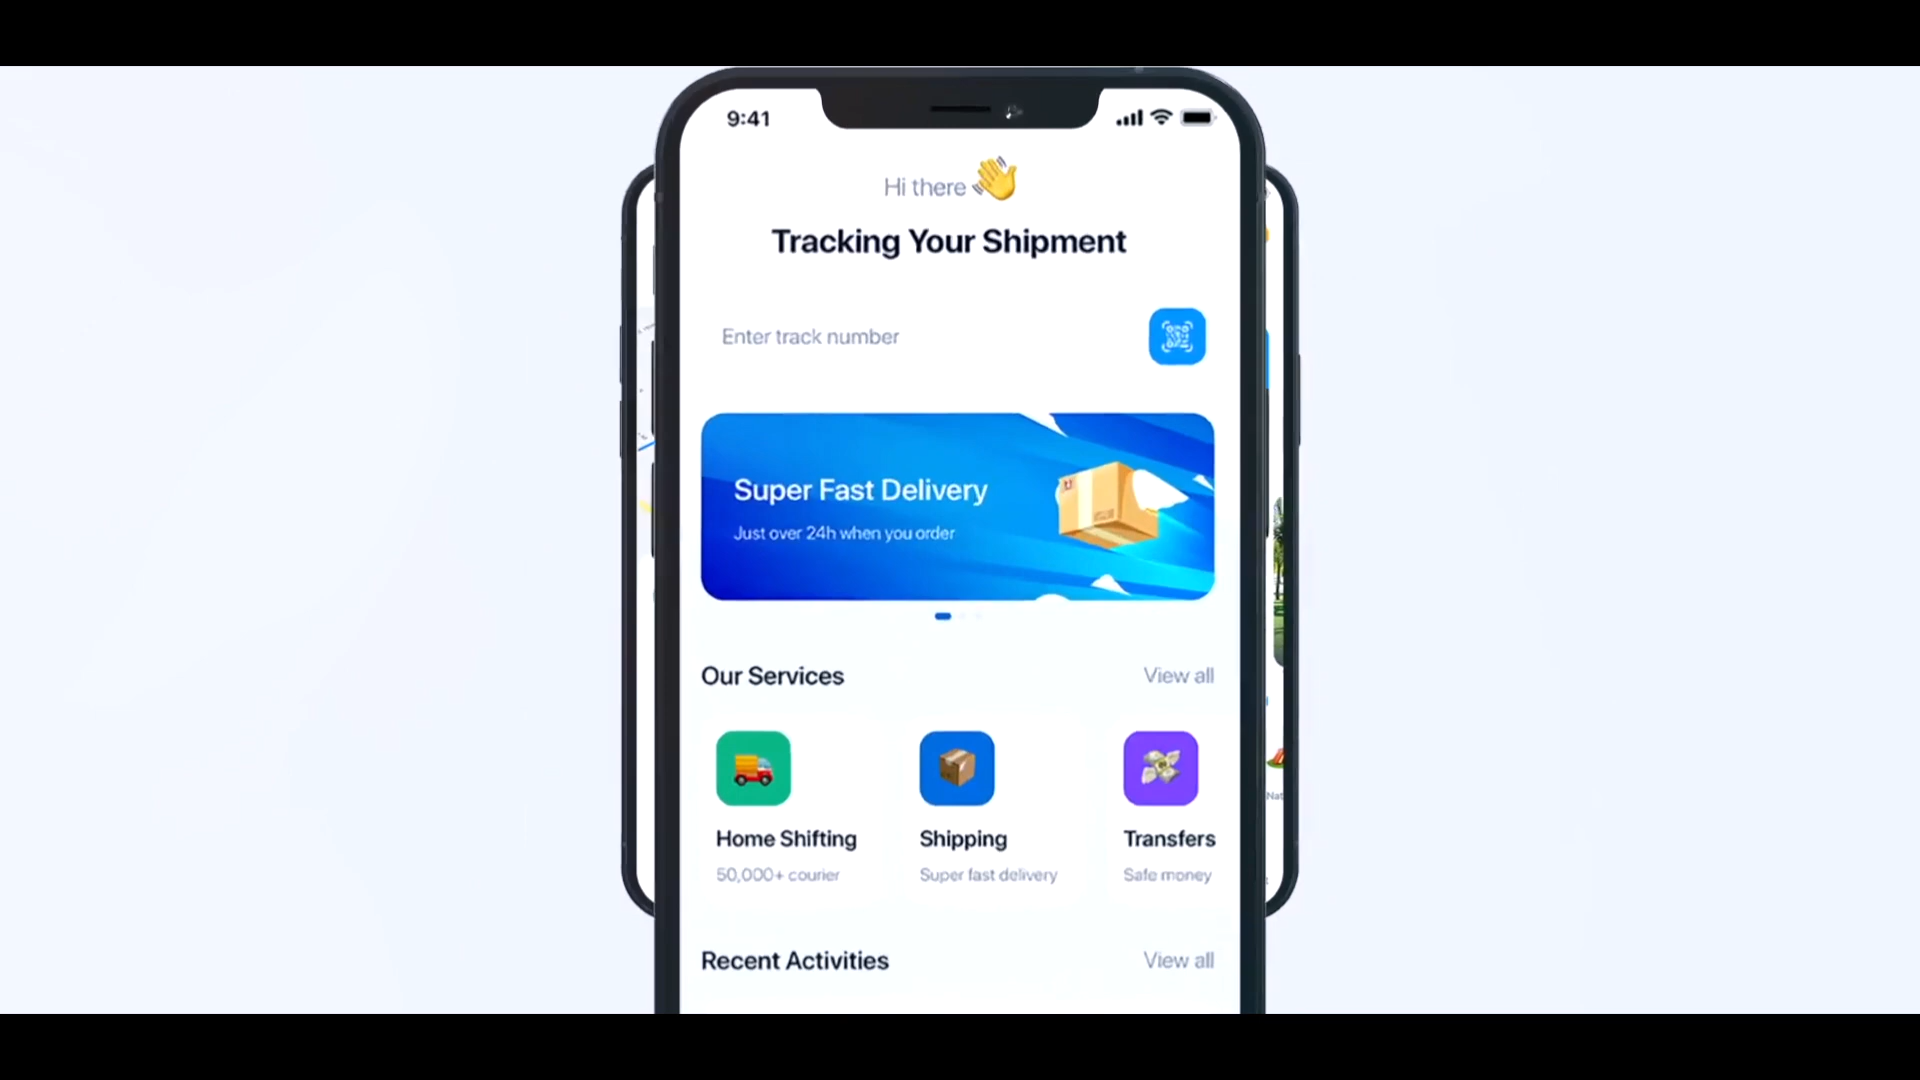 9:41
Hi there 👋
Tracking Your Shipment
Enter track number
Super Fast Delivery
Just over 24h when you order
Our Services
View all
Home Shifting
Shipping
Transfers
50,000+ courier
Super fast delivery
Safe money
Nat
Recent Activities
View all